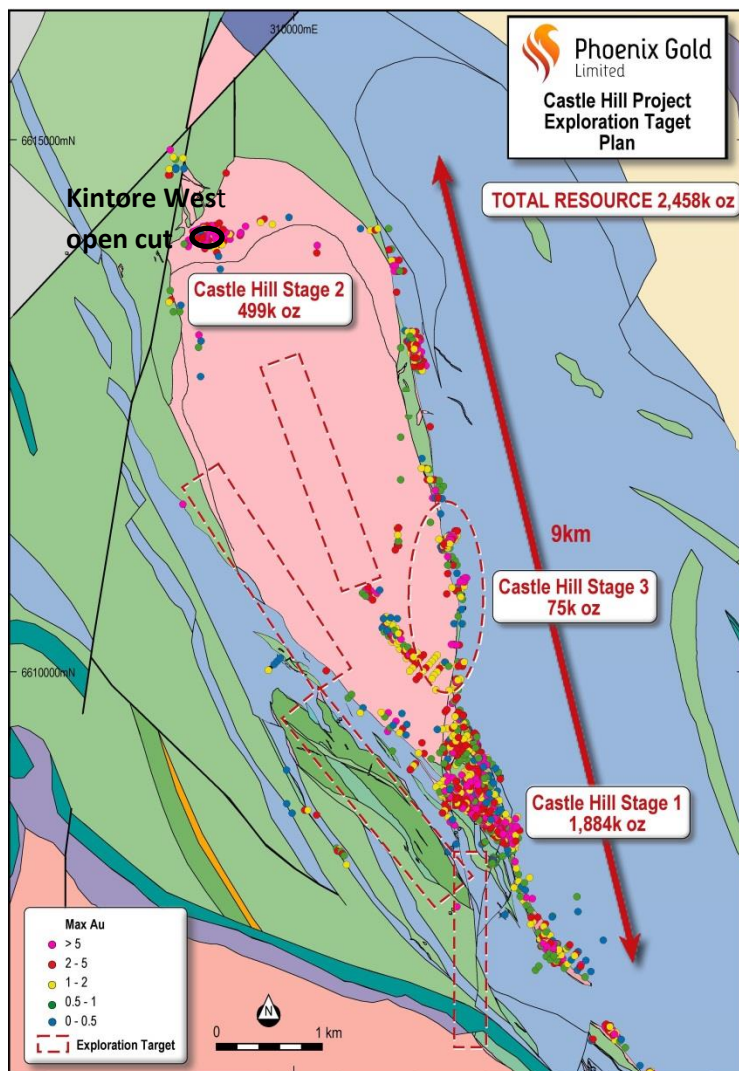 310000mE
Phoenix Gold
Limited
Castle Hill Project
Exploration Taget
Plan
6615000mN
TOTAL RESOURCE 2,458k oz
Kintore West
open cut
Castle Hill Stage 2
499k oz
9km
Castle Hill Stage 3
75k oz
6610000mN
Castle Hill Stage 1
1,884k oz
Max Au
> 5
2 - 5
1 - 2
0.5 - 1
0 - 0.5
Exploration Target
N
0
1 km